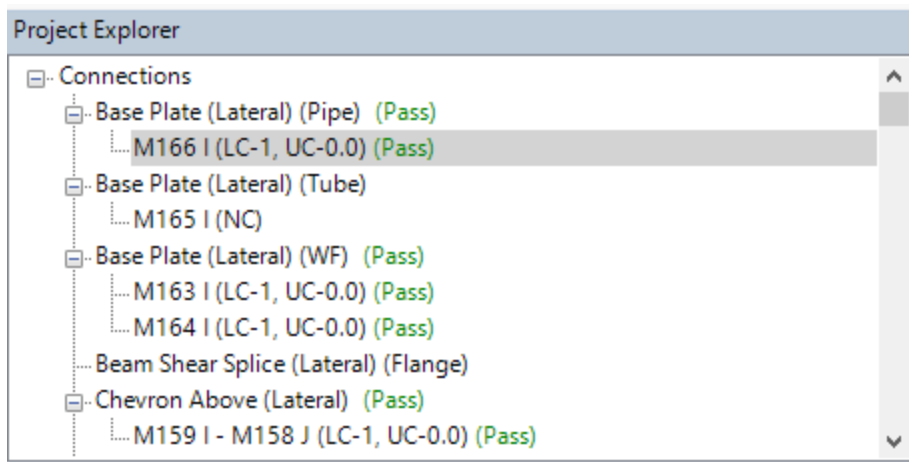 Project Explorer
Connections
Base Plate (Lateral) (Pipe) (Pass)
M166 I (LC-1, UC-0.0) (Pass)
Base Plate (Lateral) (Tube)
M165 I (NC)
Base Plate (Lateral) (WF) (Pass)
M163 I (LC-1, UC-0.0) (Pass)
M164 I (LC-1, UC-0.0) (Pass)
Beam Shear Splice (Lateral) (Flange)
Chevron Above (Lateral) (Pass)
M159 I - M158 J (LC-1, UC-0.0) (Pass)